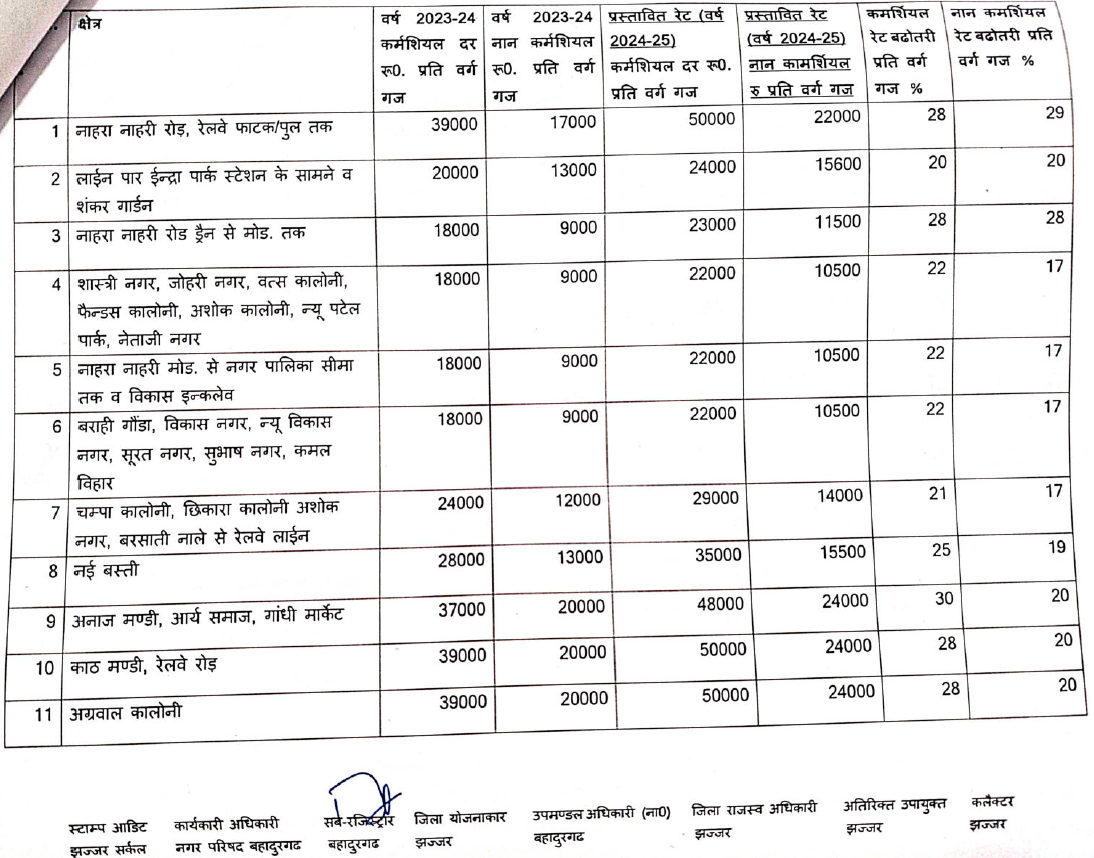 क्षेत्र | वर्ष 2023-24 कर्मशियल दर रू0. प्रति वर्ग गज | वर्ष 2023-24 नान कर्मशियल रू0. प्रति वर्ग गज | प्रस्तावित रेट (वर्ष 2024-25) कर्मशियल दर रू0. प्रति वर्ग गज | प्रस्तावित रेट (वर्ष 2024-25) नान कामर्शियल रु प्रति वर्ग गज | कमर्शियल रेट बढोतरी प्रति वर्ग गज % | नान कमर्शियल रेट बढोतरी प्रति वर्ग गज %
1 नाहरा नाहरी रोड़, रेलवे फाटक/पुल तक 39000 17000 50000 22000 28 29
2 लाईन पार ईन्द्रा पार्क स्टेशन के सामने व 20000 13000 24000 15600 20 20
शंकर गार्डन
3 नाहरा नाहरी रोड ड्रैन से मोड. तक 18000 9000 23000 11500 28 28
4 शास्त्री नगर, जोहरी नगर, वत्स कालोनी, 18000 9000 22000 10500 22 17
फैन्डस कालोनी, अशोक कालोनी, न्यू पटेल
पार्क, नेताजी नगर
5 नाहरा नाहरी मोड. से नगर पालिका सीमा 18000 9000 22000 10500 22 17
तक व विकास इन्कलेव
6 बराही गौंडा, विकास नगर, न्यू विकास 18000 9000 22000 10500 22 17
नगर, सूरत नगर, सुभाष नगर, कमल
विहार
7 चम्पा कालोनी, छिकारा कालोनी अशोक 24000 12000 29000 14000 21 17
नगर, बरसाती नाले से रेलवे लाईन
8 नई बस्ती 28000 13000 35000 15500 25 19
9 अनाज मण्डी, आर्य समाज, गांधी मार्केट 37000 20000 48000 24000 30 20
10 काठ मण्डी, रेलवे रोड़ 39000 20000 50000 24000 28 20
11 अग्रवाल कालोनी 39000 20000 50000 24000 28 20
स्टाम्प आडिट कार्यकारी अधिकारी सब-रजिस्ट्रार जिला योजनाकार उपमण्डल अधिकारी (ना0) जिला राजस्व अधिकारी अतिरिक्त उपायुक्त कलैक्टर
झज्जर सर्कल नगर परिषद बहादुरगढ बहादुरगढ झज्जर बहादुरगढ झज्जर झज्जर झज्जर